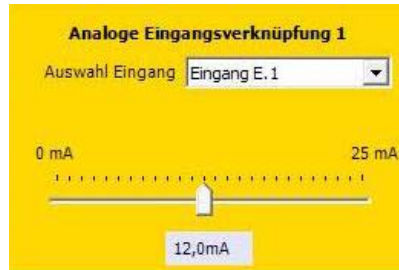 Analoge Eingangsverknüpfung 1
Auswahl Eingang Eingang E.1
0 mA 25 mA
12,0mA